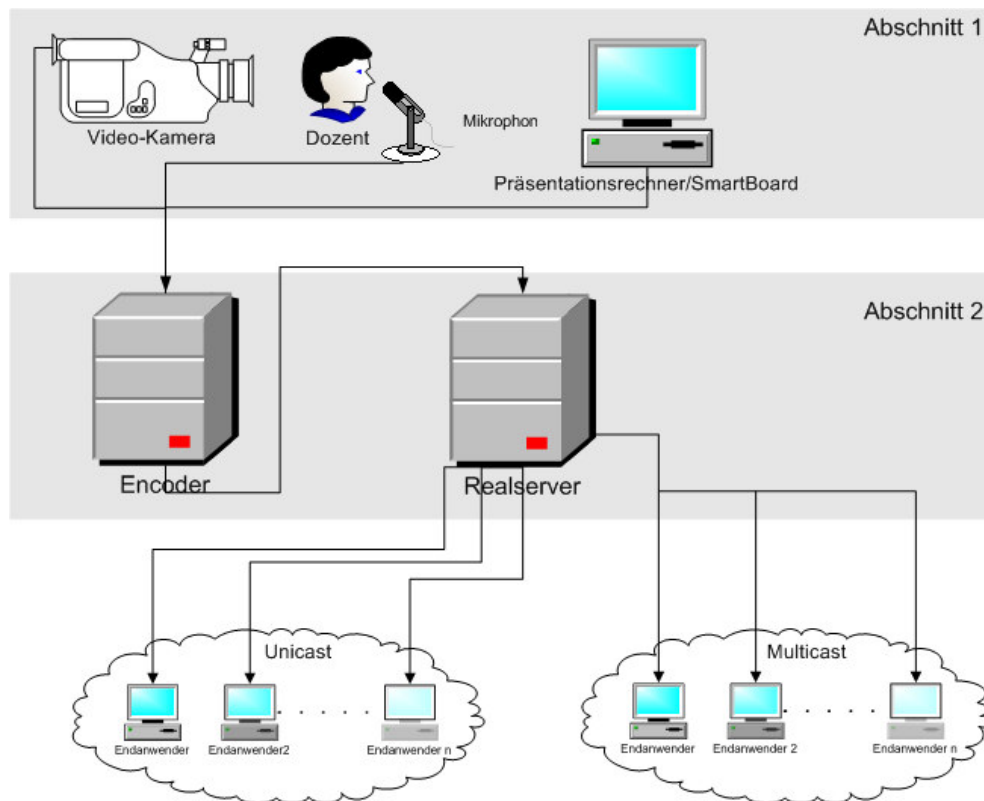 Abschnitt 1
Video-Kamera
Dozent
Mikrophon
Präsentationsrechner/SmartBoard
Abschnitt 2
Encoder
Realserver
Unicast
Endanwender
Endanwender2
Endanwender n
Multicast
Endanwender
Endanwender 2
Endanwender n